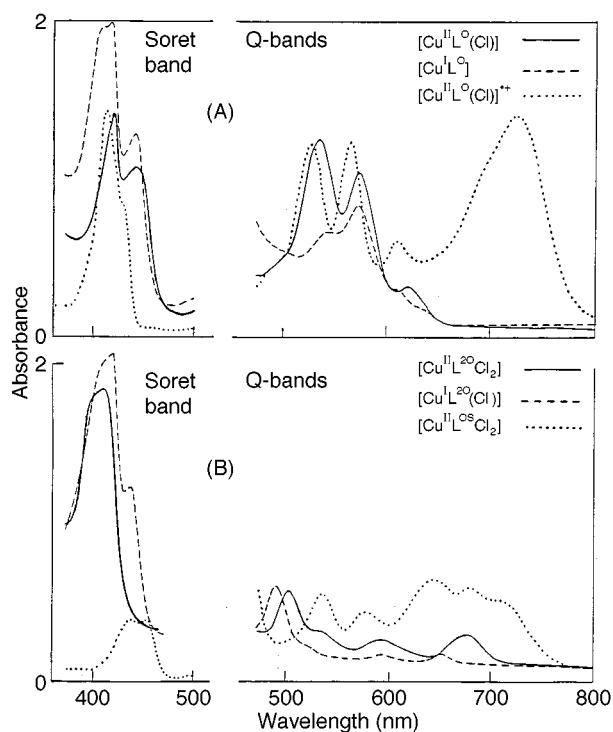 2
Soret
band
Q-bands
[Cu^II L^O (Cl)]
[Cu^I L^O]
[Cu^II L^O (Cl)]^•+
(A)
0
2
Soret
band
Q-bands
[Cu^II L^2O Cl₂]
[Cu^I L^2O (Cl)]
[Cu^II L^OS Cl₂]
(B)
0
Absorbance
400 500 500 600 700 800
Wavelength (nm)